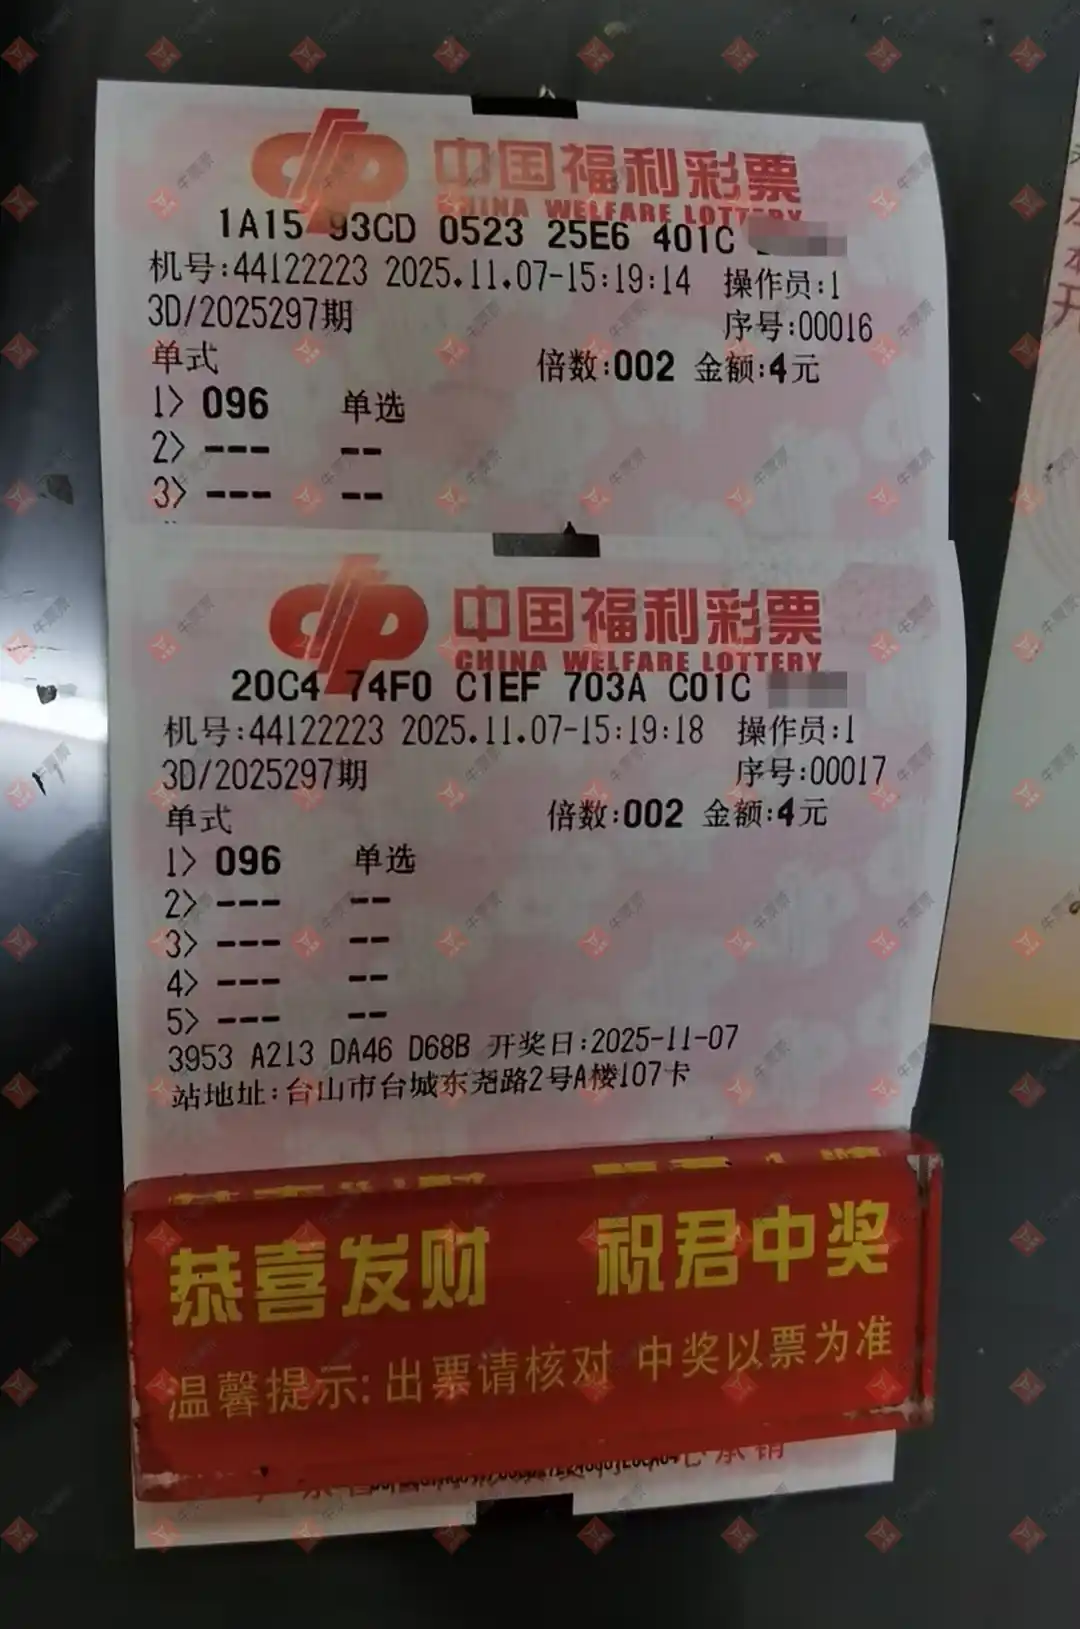 中国福利彩票
CHINA WELFARE LOTTERY
1A15 93CD 0523 25E6 401C
机号:44122223 2025.11.07-15:19:14 操作员:1
3D/2025297期 序号:00016
单式 倍数:002 金额:4元
1> 096 单选
2> --- --
3> --- --
中国福利彩票
CHINA WELFARE LOTTERY
20C4 74F0 C1EF 703A C01C
机号:44122223 2025.11.07-15:19:18 操作员:1
3D/2025297期 序号:00017
单式 倍数:002 金额:4元
1> 096 单选
2> --- --
3> --- --
4> --- --
5> --- --
3953 A213 DA46 D68B 开奖日:2025-11-07
站地址:台山市台城东尧路2号A楼107卡
恭喜发财 祝君中奖
温馨提示:出票请核对 中奖以票为准